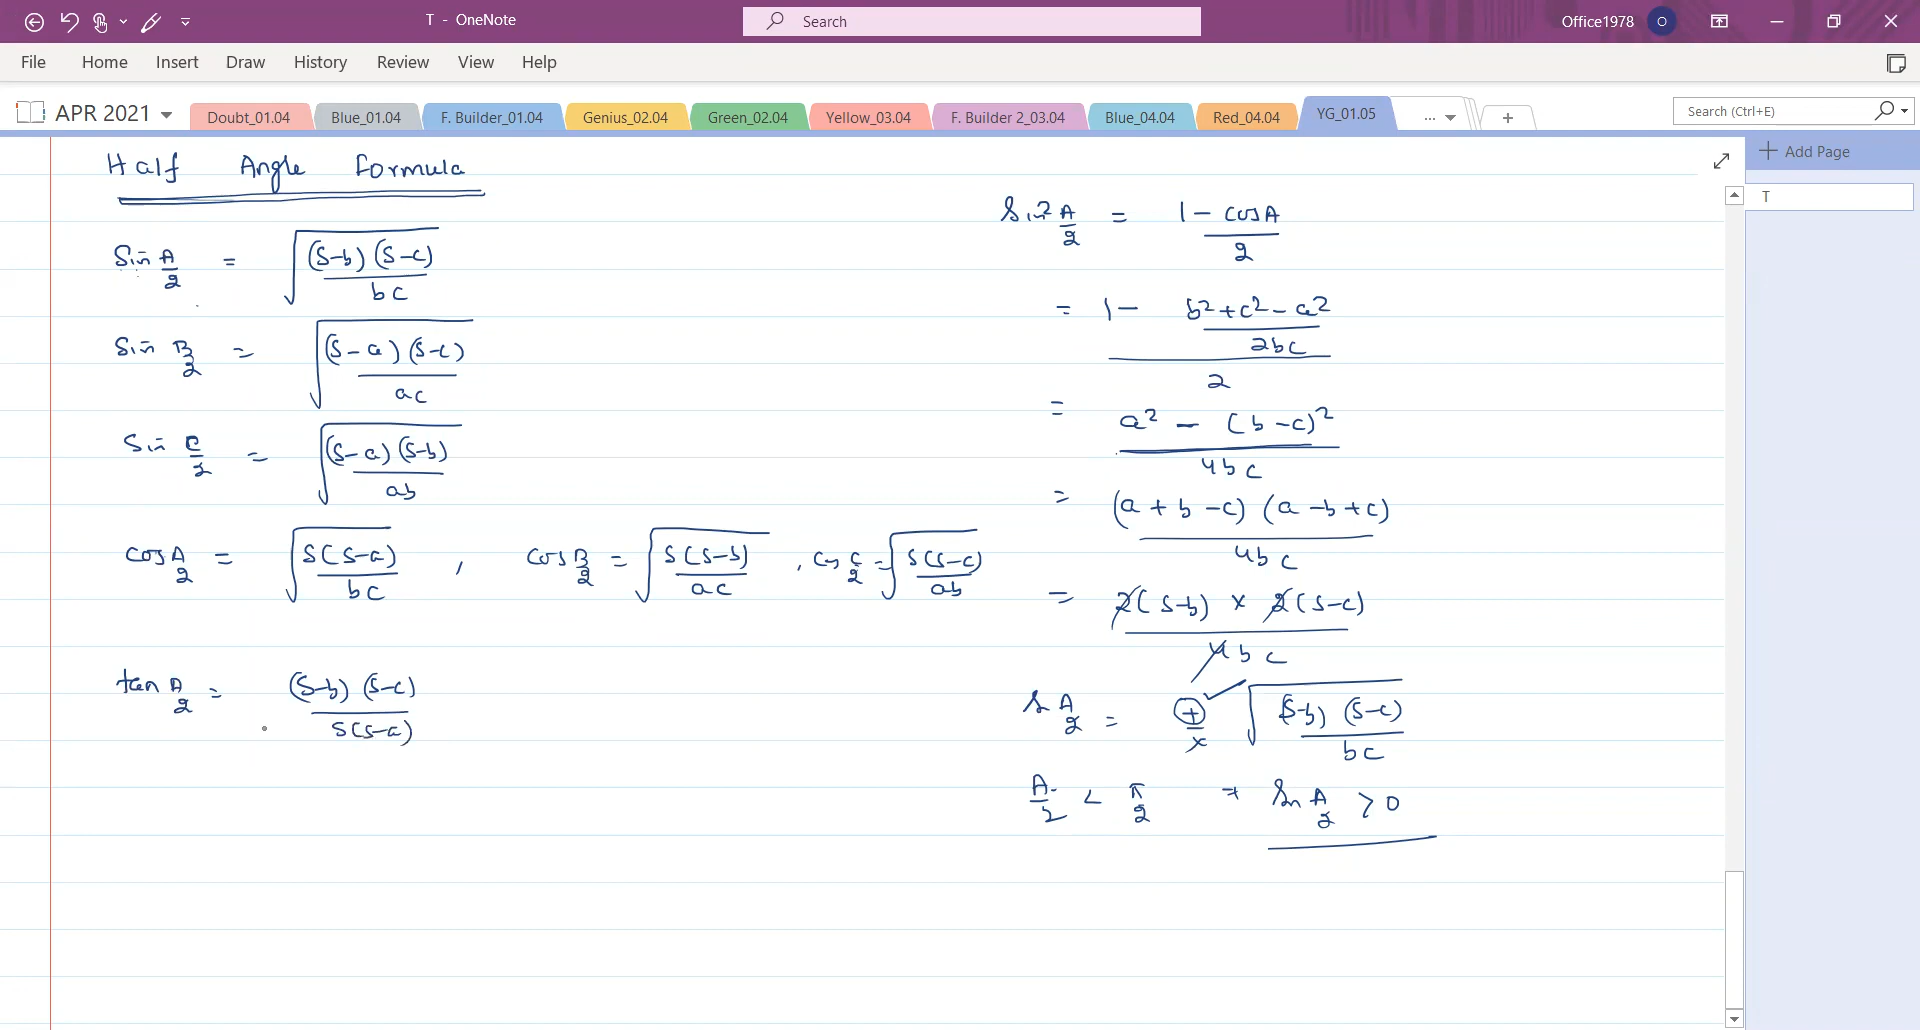 T - OneNote
Search
Office1978
O
File Home Insert Draw History Review View Help
APR 2021
Doubt_01.04
Blue_01.04
F. Builder_01.04
Genius_02.04
Green_02.04
Yellow_03.04
F. Builder 2_03.04
Blue_04.04
Red_04.04
YG_01.05
...
+
Search (Ctrl+E)
Add Page
T
Half Angle Formula
Sin A/2 = √((S-b)(S-c)/bc)
Sin B/2 = √((S-a)(S-c)/ac)
Sin C/2 = √((S-a)(S-b)/ab)
cos A/2 = √(S(S-a)/bc) , cos B/2 = √(S(S-b)/ac) , cos C/2 = √(S(S-c)/ab)
tan A/2 = (S-b)(S-c)/S(S-a)
Sin² A/2 = (1 - cosA)/2
= (1 - (b²+c²-a²)/2bc)/2
= (a² - (b-c)²)/4bc
= (a+b-c)(a-b+c)/4bc
= 2(S-b) × 2(S-c)/4bc
S A/2 = ± √((S-b)(S-c)/bc)
A/2 < π/2 → Sin A/2 > 0